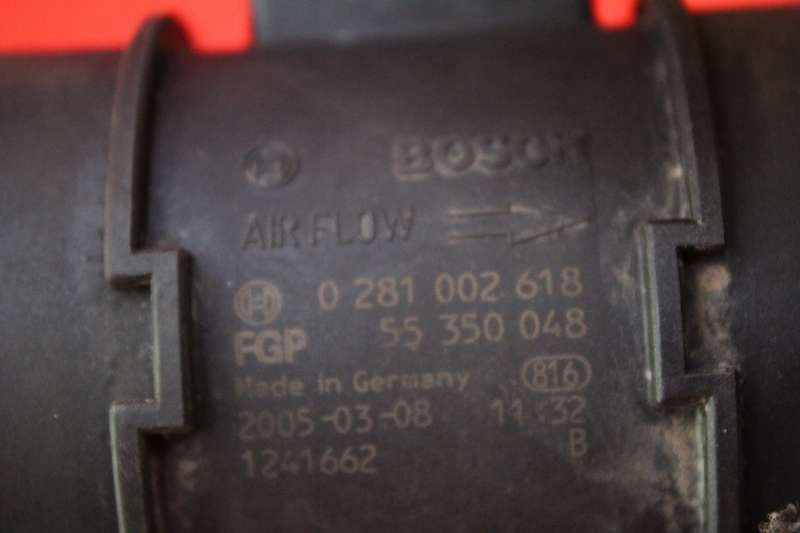 BOSCH
AIR FLOW
0 281 002 618
FGP 55 350 048
Made in Germany 816
2005-03-08 11:32
1241662 B